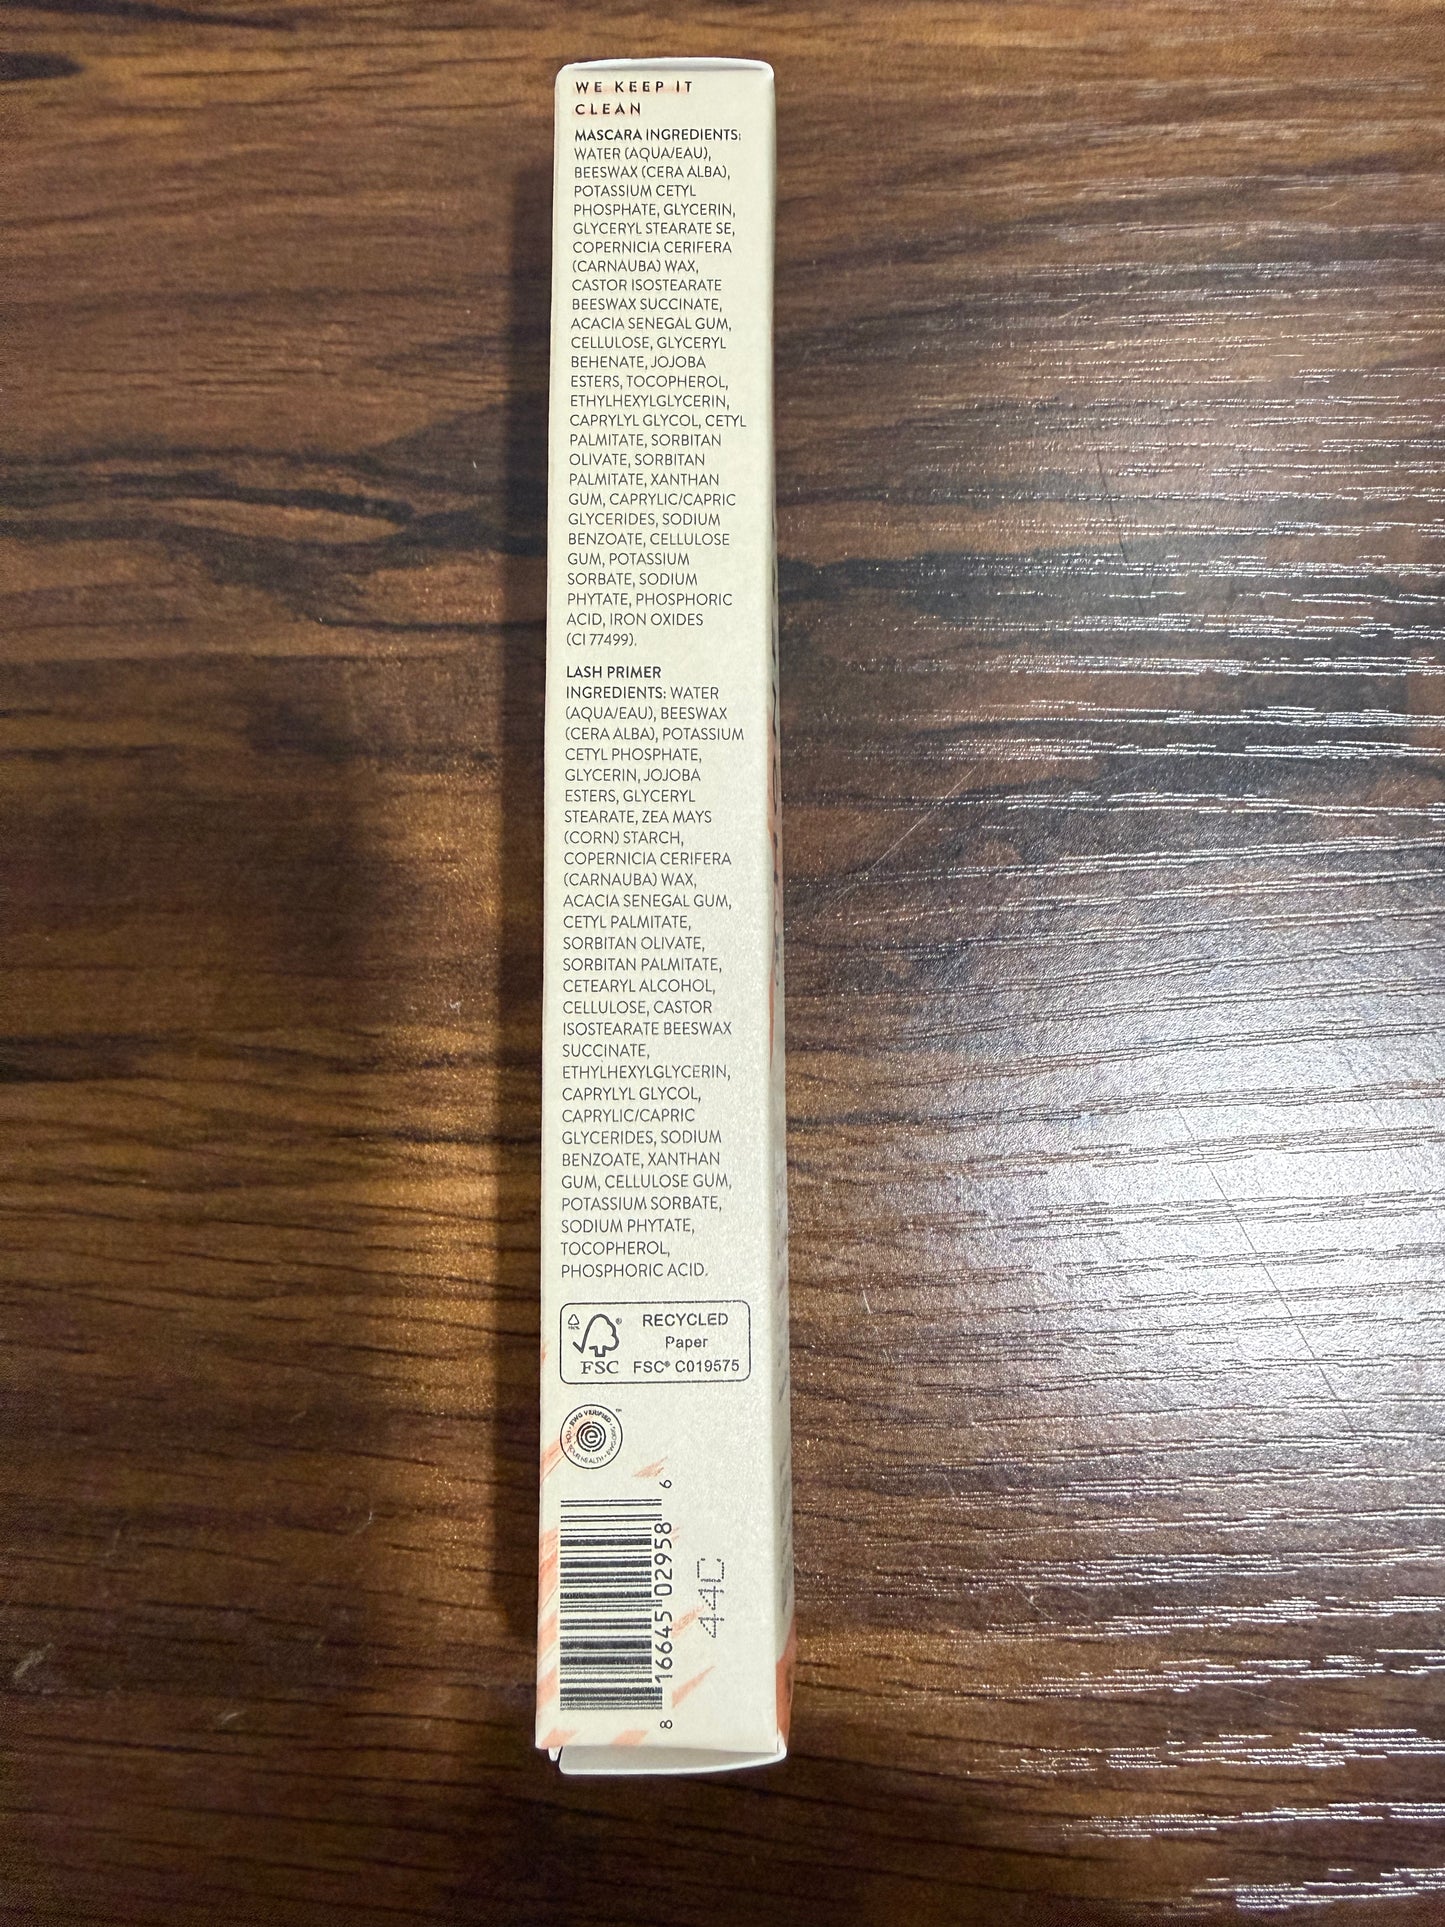 WE KEEP IT
CLEAN
MASCARA INGREDIENTS:
WATER (AQUA/EAU),
BEESWAX (CERA ALBA),
POTASSIUM CETYL
PHOSPHATE, GLYCERIN,
GLYCERYL STEARATE SE,
COPERNICIA CERIFERA
(CARNAUBA) WAX,
CASTOR ISOSTEARATE
BEESWAX SUCCINATE,
ACACIA SENEGAL GUM,
CELLULOSE, GLYCERYL
BEHENATE, JOJOBA
ESTERS, TOCOPHEROL,
ETHYLHEXYLGLYCERIN,
CAPRYLYL GLYCOL, CETYL
PALMITATE, SORBITAN
OLIVATE, SORBITAN
PALMITATE, XANTHAN
GUM, CAPRYLIC/CAPRIC
GLYCERIDES, SODIUM
BENZOATE, CELLULOSE
GUM, POTASSIUM
SORBATE, SODIUM
PHYTATE, PHOSPHORIC
ACID, IRON OXIDES
(CI 77499).
LASH PRIMER
INGREDIENTS: WATER
(AQUA/EAU), BEESWAX
(CERA ALBA), POTASSIUM
CETYL PHOSPHATE,
GLYCERIN, JOJOBA
ESTERS, GLYCERYL
STEARATE, ZEA MAYS
(CORN) STARCH,
COPERNICIA CERIFERA
(CARNAUBA) WAX,
ACACIA SENEGAL GUM,
CETYL PALMITATE,
SORBITAN OLIVATE,
SORBITAN PALMITATE,
CETEARYL ALCOHOL,
CELLULOSE, CASTOR
ISOSTEARATE BEESWAX
SUCCINATE,
ETHYLHEXYLGLYCERIN,
CAPRYLYL GLYCOL,
CAPRYLIC/CAPRIC
GLYCERIDES, SODIUM
BENZOATE, XANTHAN
GUM, CELLULOSE GUM,
POTASSIUM SORBATE,
SODIUM PHYTATE,
TOCOPHEROL,
PHOSPHORIC ACID.
RECYCLED
Paper
FSC® C019575
FSC
EWG VERIFIED
8 16645 02958 6